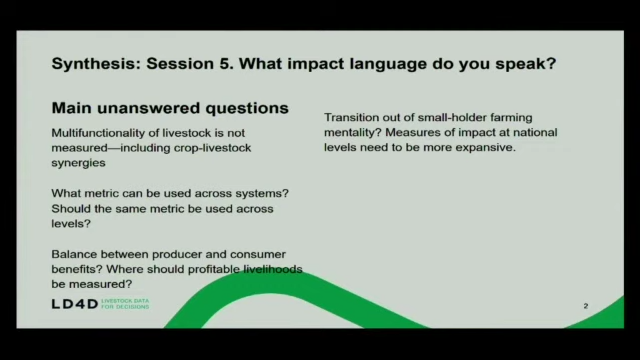 Synthesis: Session 5. What impact language do you speak?
Main unanswered questions
Multifunctionality of livestock is not
measured—including crop-livestock
synergies
What metric can be used across systems?
Should the same metric be used across
levels?
Balance between producer and consumer
benefits? Where should profitable livelihoods
be measured?
Transition out of small-holder farming
mentality? Measures of impact at national
levels need to be more expansive.
LD4D LIVESTOCK DATA
FOR DECISIONS
2